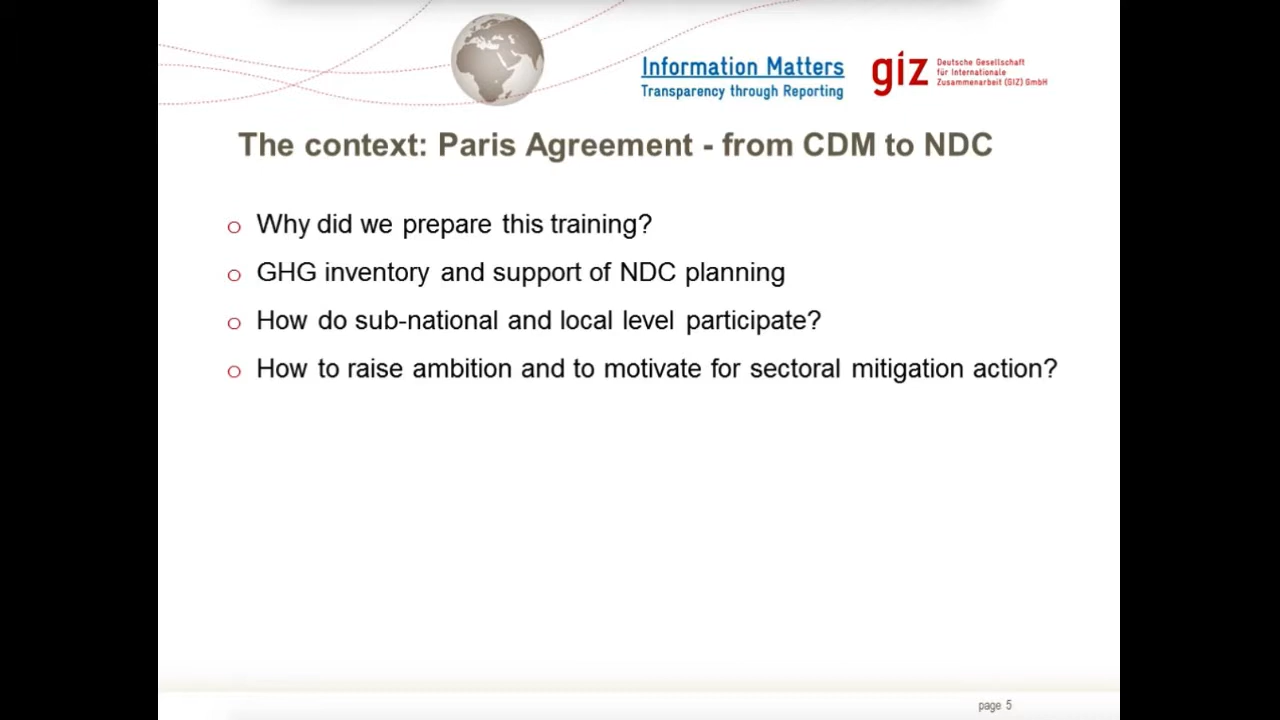 Information Matters
Transparency through Reporting
giz
Deutsche Gesellschaft
für Internationale
Zusammenarbeit (GIZ) GmbH
The context: Paris Agreement - from CDM to NDC
o Why did we prepare this training?
o GHG inventory and support of NDC planning
o How do sub-national and local level participate?
o How to raise ambition and to motivate for sectoral mitigation action?
page 5